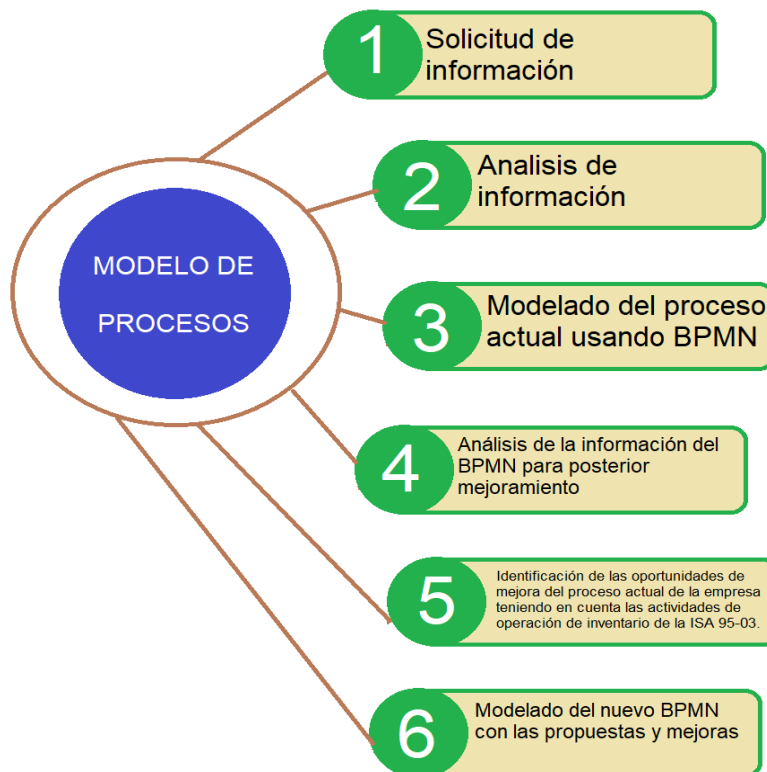 1
Solicitud de
información
2
Analisis de
información
MODELO DE
PROCESOS
3
Modelado del proceso
actual usando BPMN
4
Análisis de la información del
BPMN para posterior
mejoramiento
5
Identificación de las oportunidades de
mejora del proceso actual de la empresa
teniendo en cuenta las actividades de
operación de inventario de la ISA 95-03.
6
Modelado del nuevo BPMN
con las propuestas y mejoras